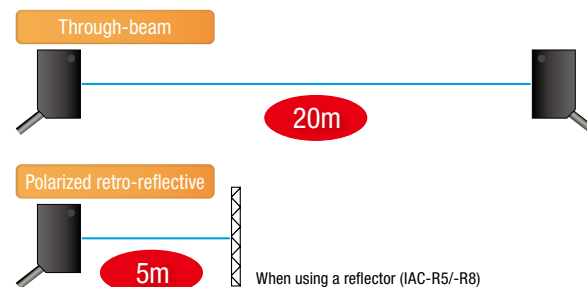 Through-beam
20m
Polarized retro-reflective
5m
When using a reflector (IAC-R5/-R8)